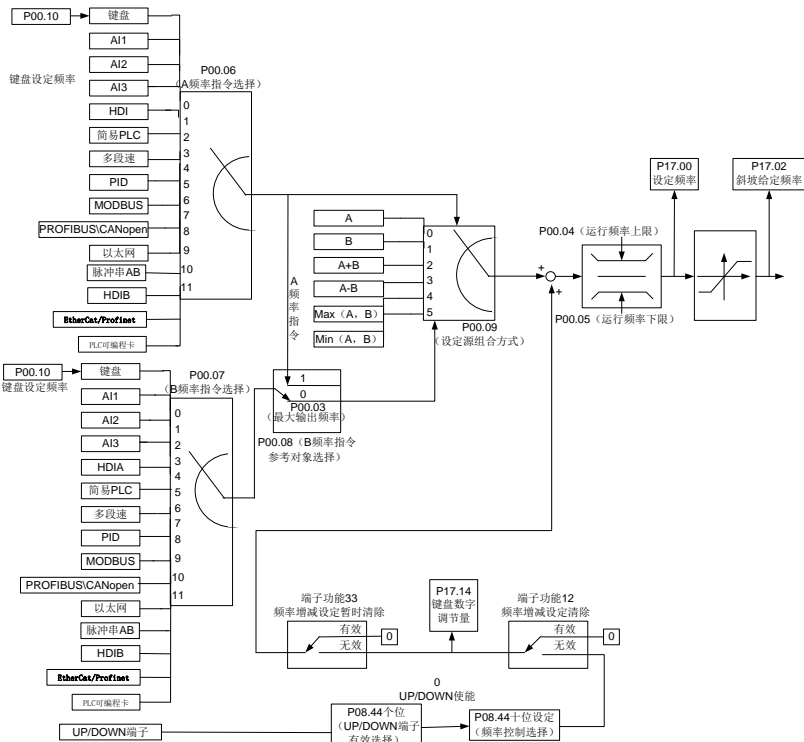 P00.10
键盘
键盘设定频率
AI1
AI2
AI3
HDI
简易PLC
多段速
PID
MODBUS
PROFIBUS\CANopen
以太网
脉冲串AB
HDIB
EtherCat/Profinet
PLC可编程卡
P00.06
（A频率指令选择）
0
1
2
3
4
5
6
7
8
9
10
11
A频率指令
A
B
A+B
A-B
Max（A，B）
Min（A，B）
0
1
2
3
4
5
P00.09
（设定源组合方式）
+
+
P00.04（运行频率上限）
P00.05（运行频率下限）
P17.00
设定频率
P17.02
斜坡给定频率
P00.10
键盘
键盘设定频率
AI1
AI2
AI3
HDIA
简易PLC
多段速
PID
MODBUS
PROFIBUS\CANopen
以太网
脉冲串AB
HDIB
EtherCat/Profinet
PLC可编程卡
P00.07
（B频率指令选择）
0
1
2
3
4
5
6
7
8
9
10
11
1
0
P00.03
（最大输出频率）
P00.08（B频率指令
参考对象选择）
端子功能33
频率增减设定暂时清除
有效
无效
0
P17.14
键盘数字
调节量
端子功能12
频率增减设定清除
有效
无效
0
0
UP/DOWN使能
UP/DOWN端子
P08.44个位
（UP/DOWN端子
有效选择）
P08.44十位设定
（频率控制选择）